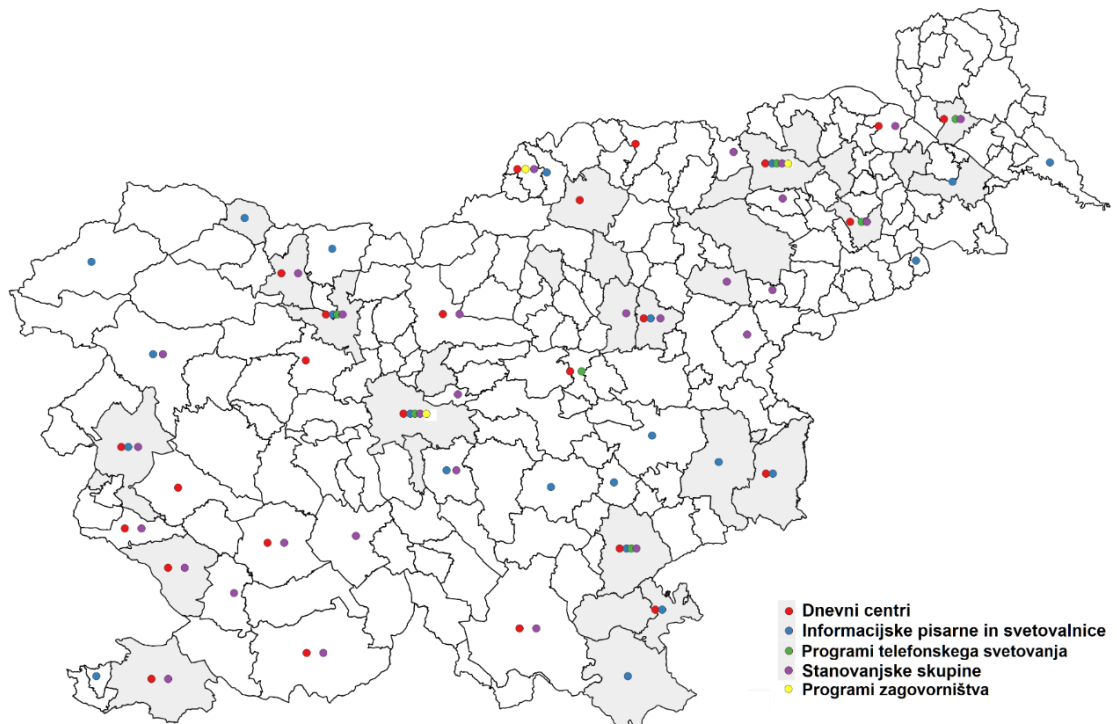 Dnevni centri
Informacijske pisarne in svetovalnice
Programi telefonskega svetovanja
Stanovanjske skupine
Programi zagovorništva